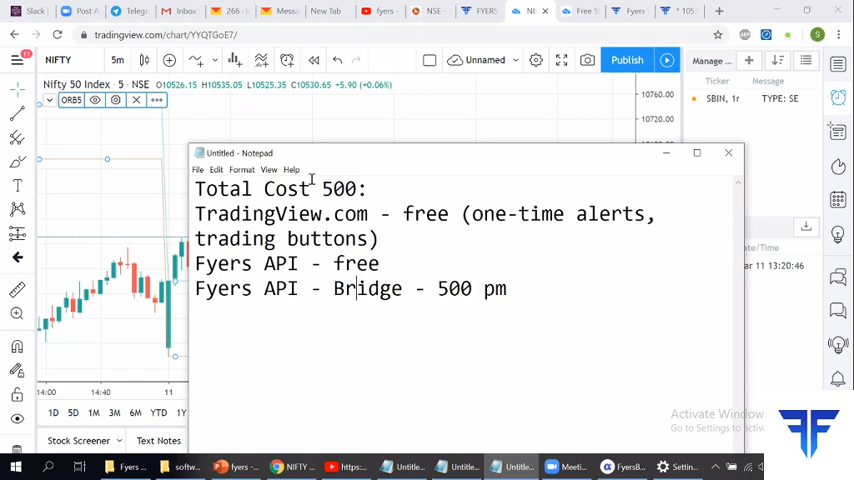 Slack
Post A
Telegr
Inbox
266 -
Messa
New Tab
fyers -
NSE -
FYERS
NI
Free S
Fyers
* 105
tradingview.com/chart/YYQTGoE7/
S
11
NIFTY
5m
Unnamed
Publish
Manage ...
Nifty 50 Index · 5 · NSE O10526.15 H10535.05 L10525.35 C10530.65 +5.90 (+0.06%)
ORB5
10760.00
10720.00
Ticker Message
SBIN, 1r TYPE: SE
Untitled - Notepad
File Edit Format View Help
Total Cost 500:
TradingView.com - free (one-time alerts,
trading buttons)
Fyers API - free
Fyers API - Bridge - 500 pm
e/Time
ar 11 13:20:46
14:00 14:40 11
5D 1M 3M 6M YTD 1Y
Stock Screener Text Notes
Activate Window
Go to Settings to activat
Fyers ...
softw...
fyers -...
NIFTY ...
https:...
Untitle...
Untitle...
Untitle...
Meeti...
FyersB...
Settin...